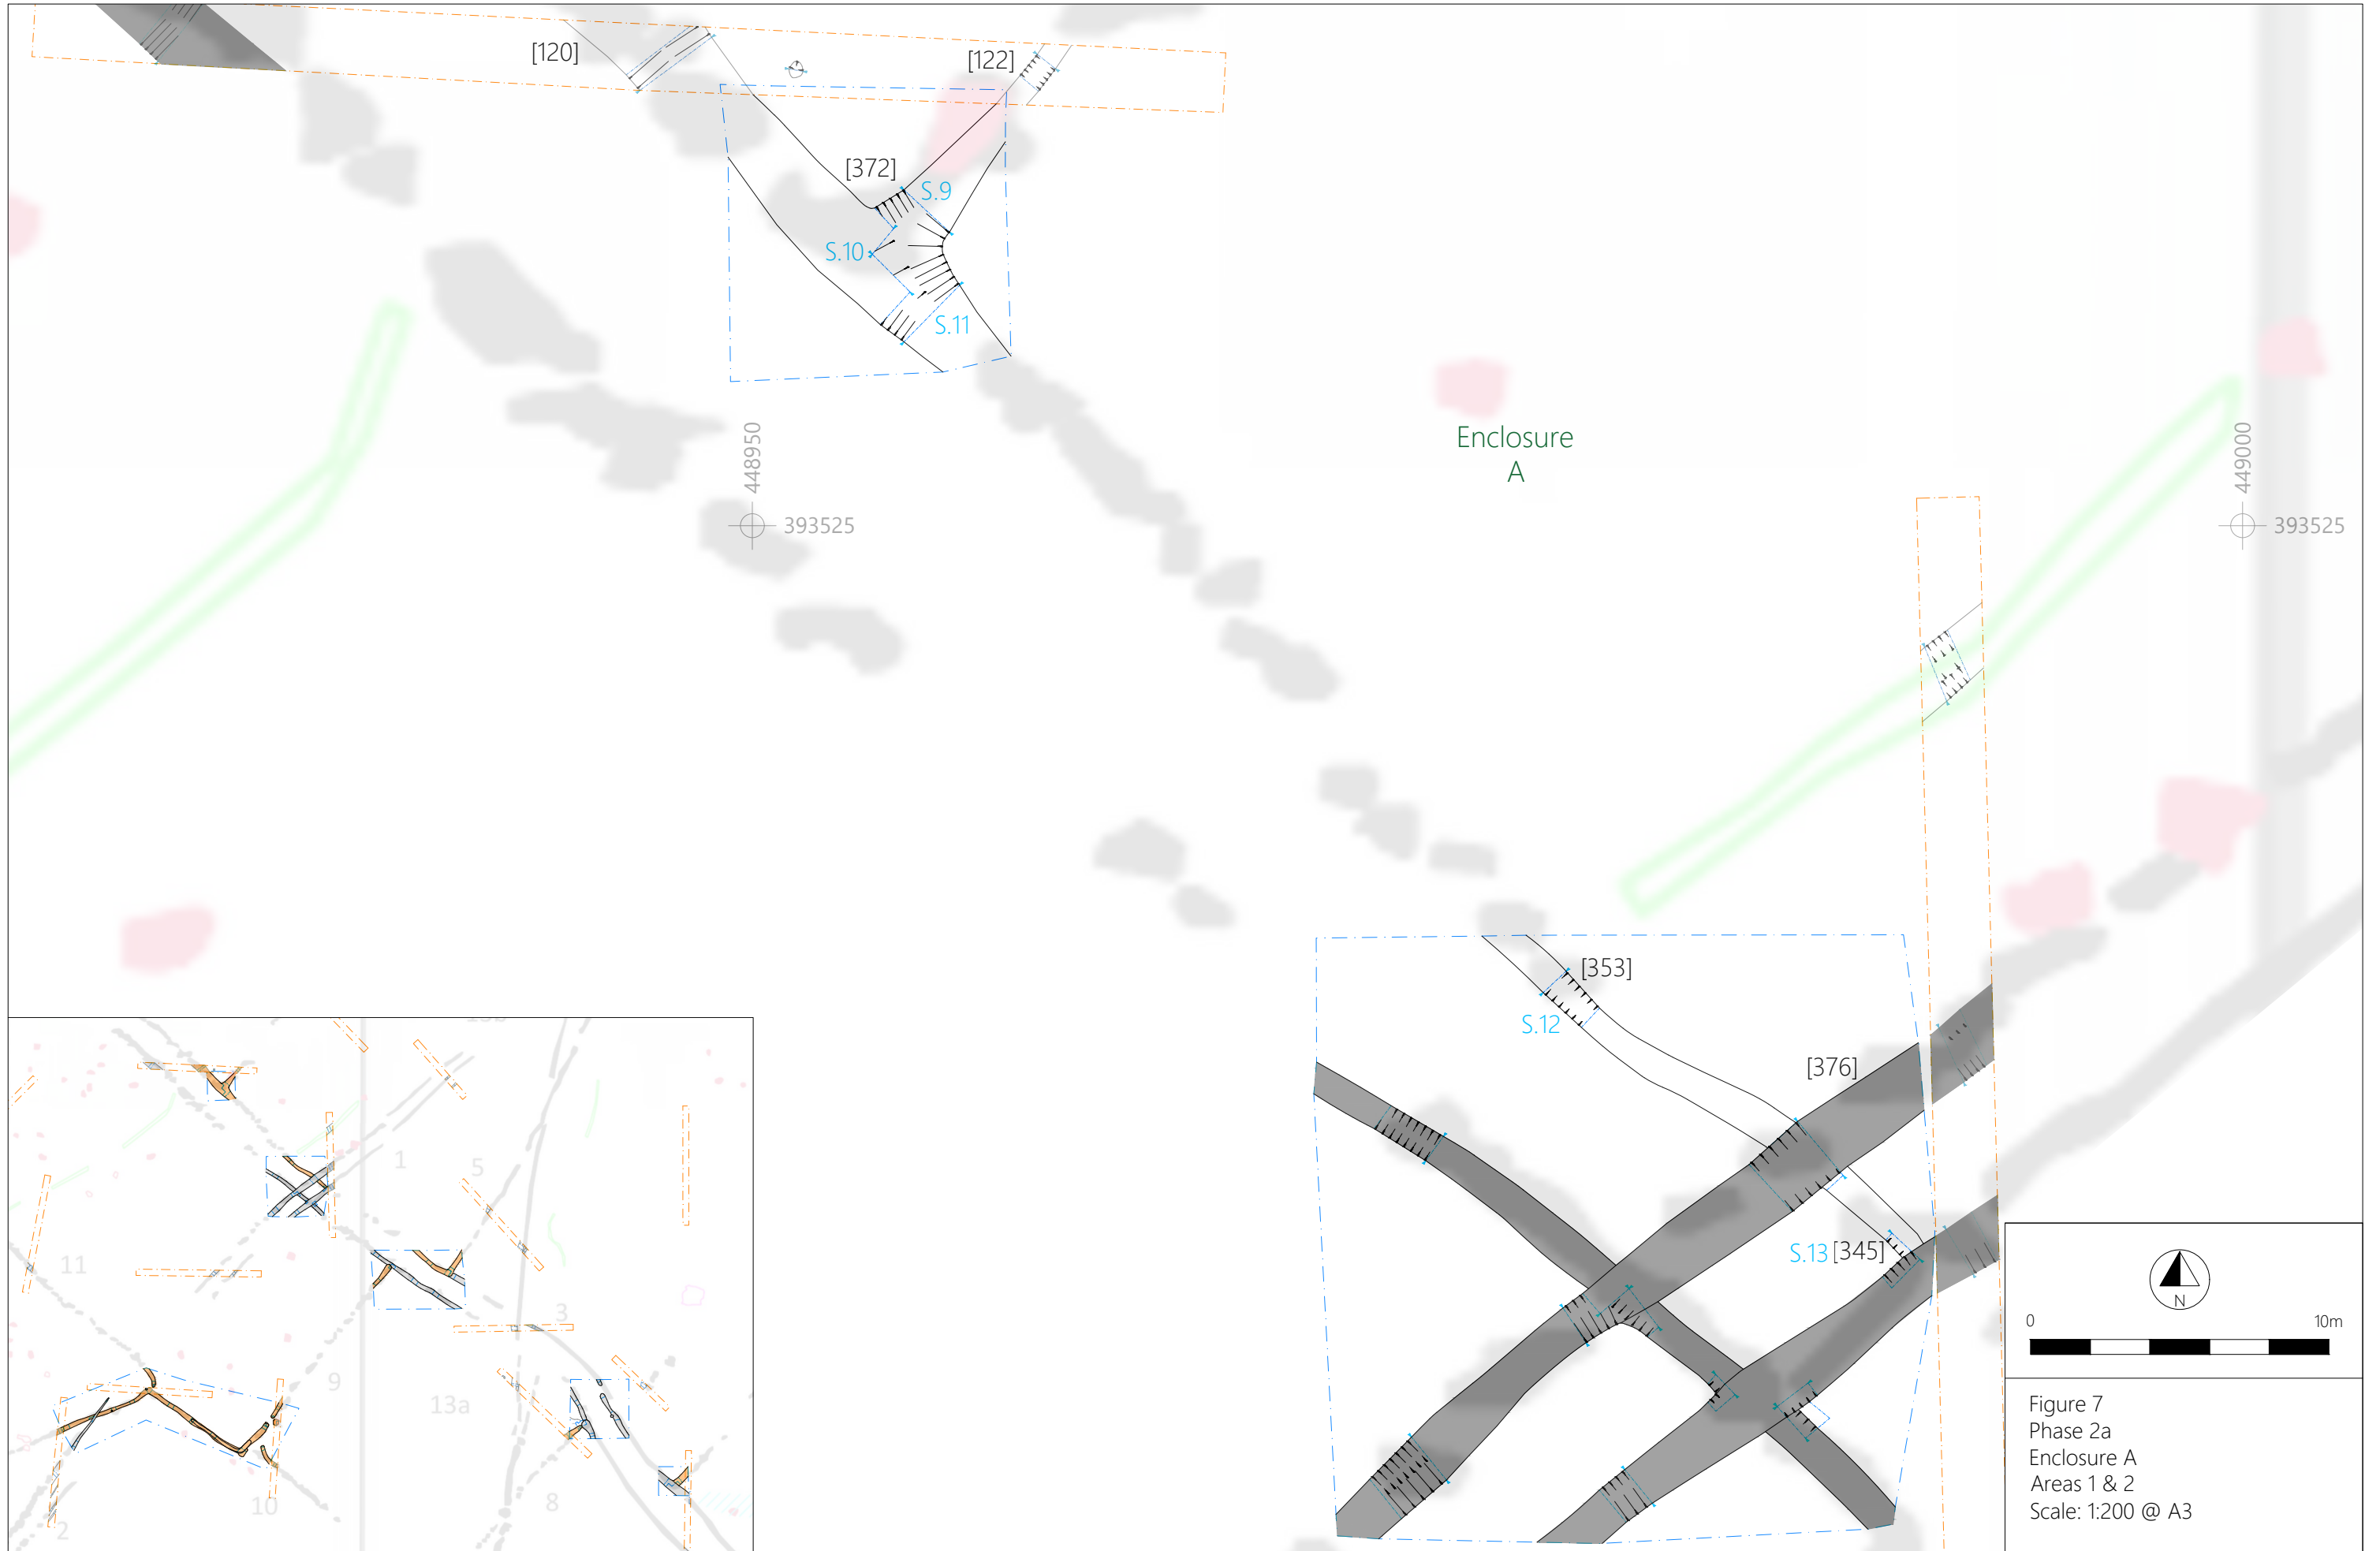 [120]
[122]
[372]
S.9
S.10
S.11
Enclosure
A
448950
393525
449000
393525
[353]
S.12
[376]
S.13 [345]
1
5
11
3
9
13a
10
8
2
N
0 10m
Figure 7
Phase 2a
Enclosure A
Areas 1 & 2
Scale: 1:200 @ A3